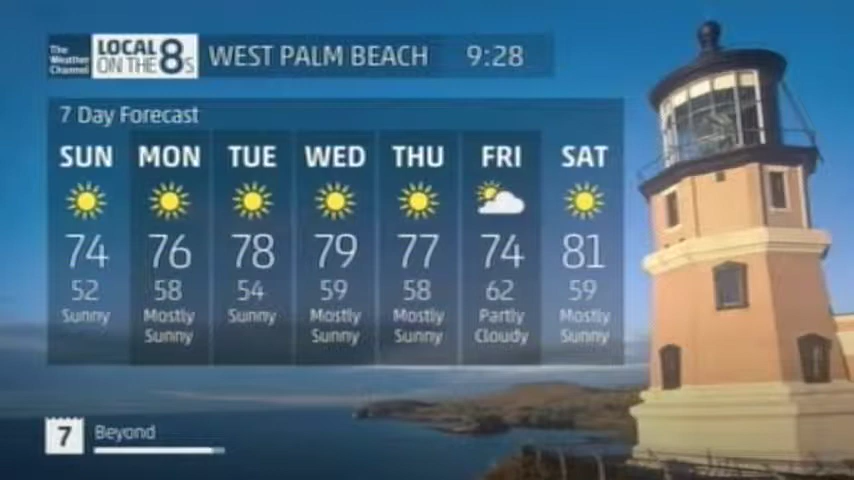 The Weather Channel
LOCAL ON THE 8s
WEST PALM BEACH 9:28
7 Day Forecast
SUN MON TUE WED THU FRI SAT
74 76 78 79 77 74 81
52 58 54 59 58 62 59
Sunny Mostly Sunny Sunny Mostly Sunny Mostly Sunny Partly Cloudy Mostly Sunny
7 Beyond